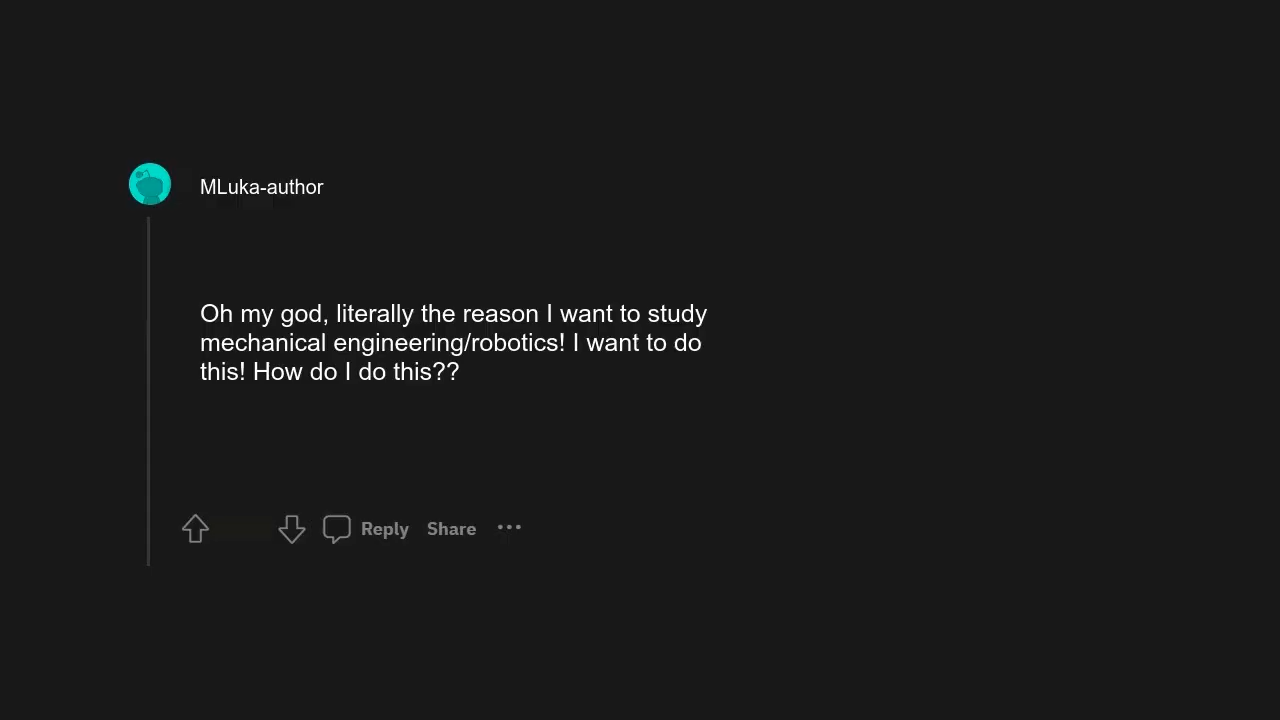 MLuka-author
Oh my god, literally the reason I want to study
mechanical engineering/robotics! I want to do
this! How do I do this??
Reply Share